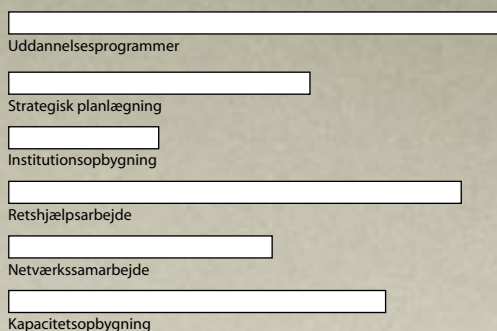 Uddannelsesprogrammer
Strategisk planlægning
Institutionsopbygning
Retshjælpsarbejde
Netværkssamarbejde
Kapacitetsopbygning